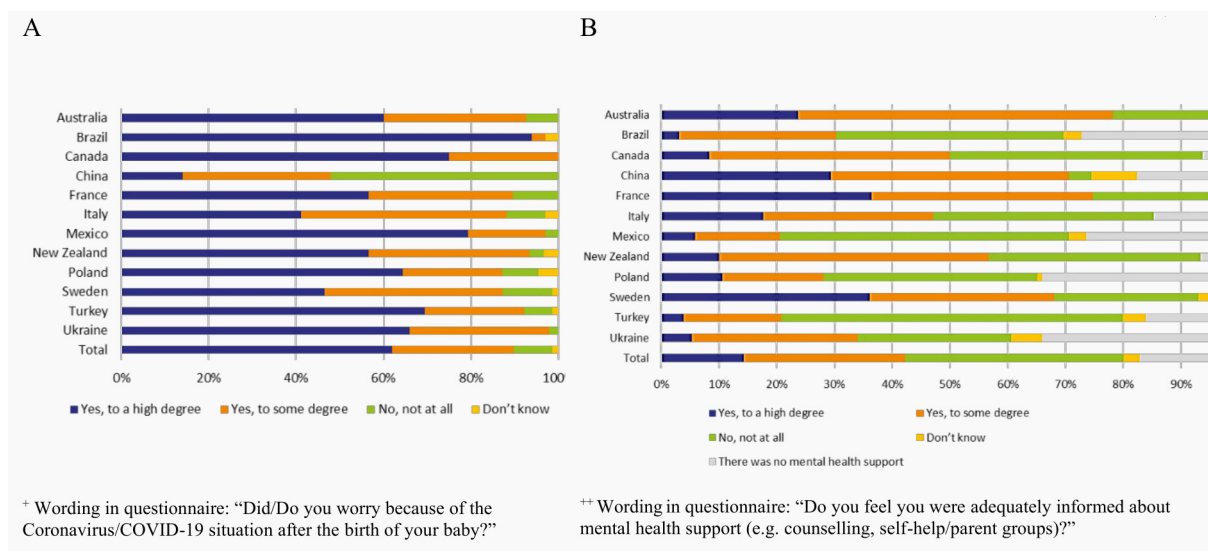 A
Australia
Brazil
Canada
China
France
Italy
Mexico
New Zealand
Poland
Sweden
Turkey
Ukraine
Total
0% 20% 40% 60% 80% 100
Yes, to a high degree Yes, to some degree No, not at all Don't know
+ Wording in questionnaire: “Did/Do you worry because of the
Coronavirus/COVID-19 situation after the birth of your baby?”
B
Australia
Brazil
Canada
China
France
Italy
Mexico
New Zealand
Poland
Sweden
Turkey
Ukraine
Total
0% 10% 20% 30% 40% 50% 60% 70% 80% 90%
Yes, to a high degree Yes, to some degree
No, not at all Don't know
There was no mental health support
++ Wording in questionnaire: “Do you feel you were adequately informed about
mental health support (e.g. counselling, self-help/parent groups)?”